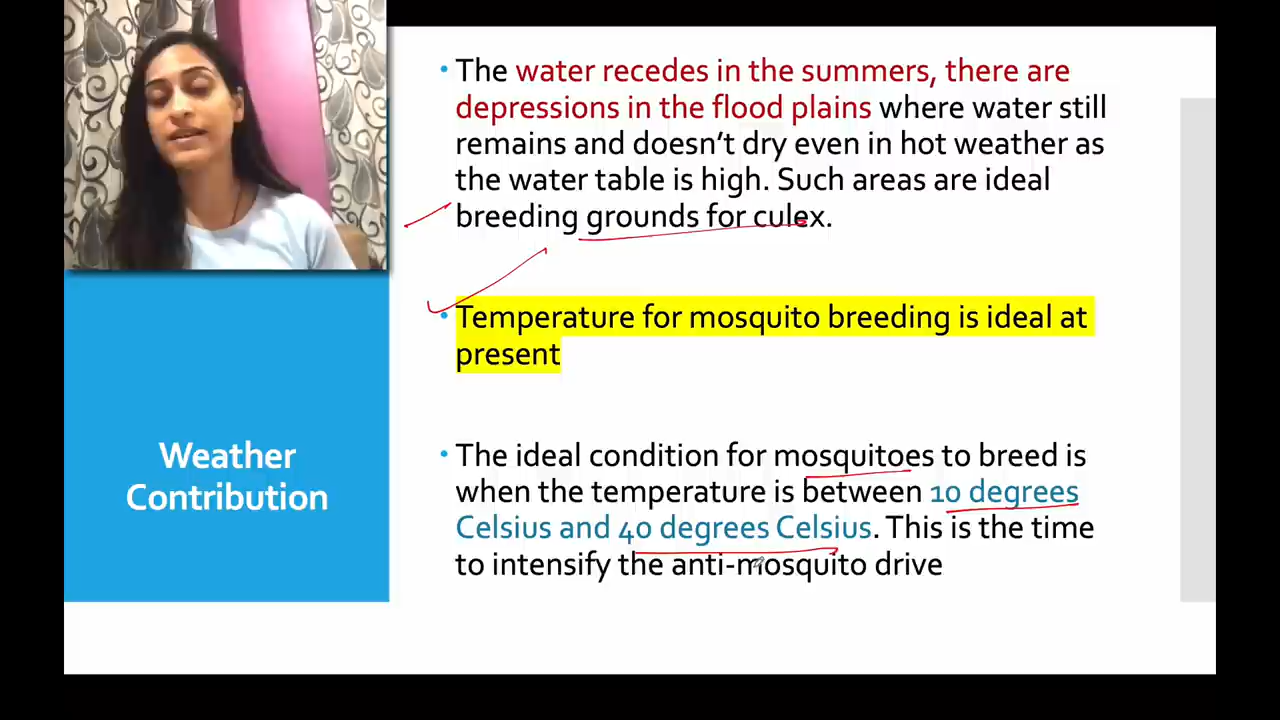 The water recedes in the summers, there are
depressions in the flood plains where water still
remains and doesn't dry even in hot weather as
the water table is high. Such areas are ideal
breeding grounds for culex.
Temperature for mosquito breeding is ideal at
present
Weather
Contribution
The ideal condition for mosquitoes to breed is
when the temperature is between 10 degrees
Celsius and 40 degrees Celsius. This is the time
to intensify the anti-mosquito drive